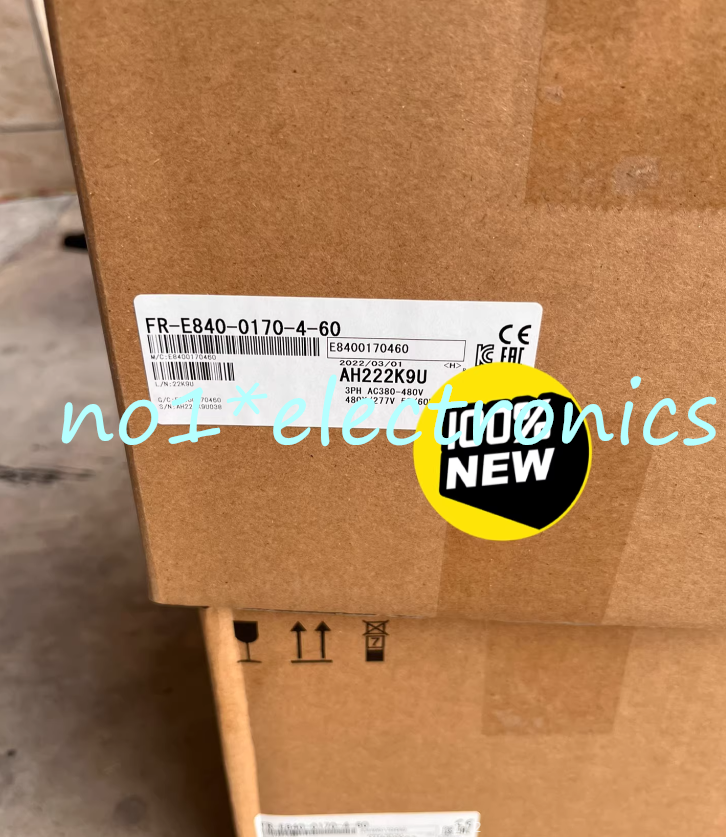 FR-E840-0170-4-60
E8400170460
M/C:E8400170460
2022/03/01 <H>
EAC
AH222K9U
L/N:22K9U
3PH AC380-480V
no1*electronics
100%
NEW
?